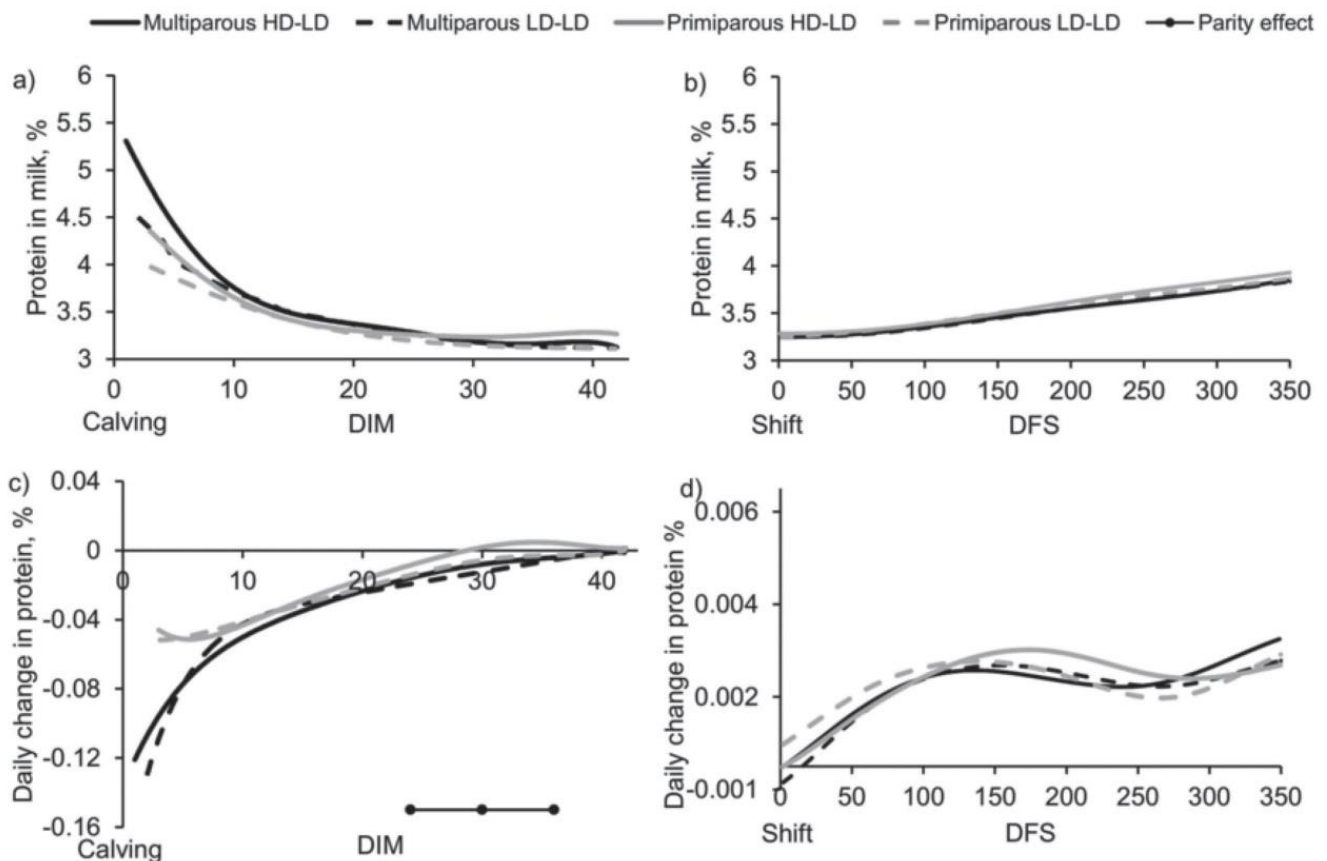 Multiparous HD-LD Multiparous LD-LD Primiparous HD-LD Primiparous LD-LD Parity effect
a)
Protein in milk, %
6
5.5
5
4.5
4
3.5
3
0 10 20 30 40
Calving DIM
b)
Protein in milk, %
6
5.5
5
4.5
4
3.5
3
0 50 100 150 200 250 300 350
Shift DFS
c)
Daily change in protein, %
0.04
0
-0.04
-0.08
-0.12
-0.16
0 10 20 30 40
Calving DIM
d)
Daily change in protein %
0.006
0.004
0.002
-0.001
0 50 100 150 200 250 300 350
Shift DFS